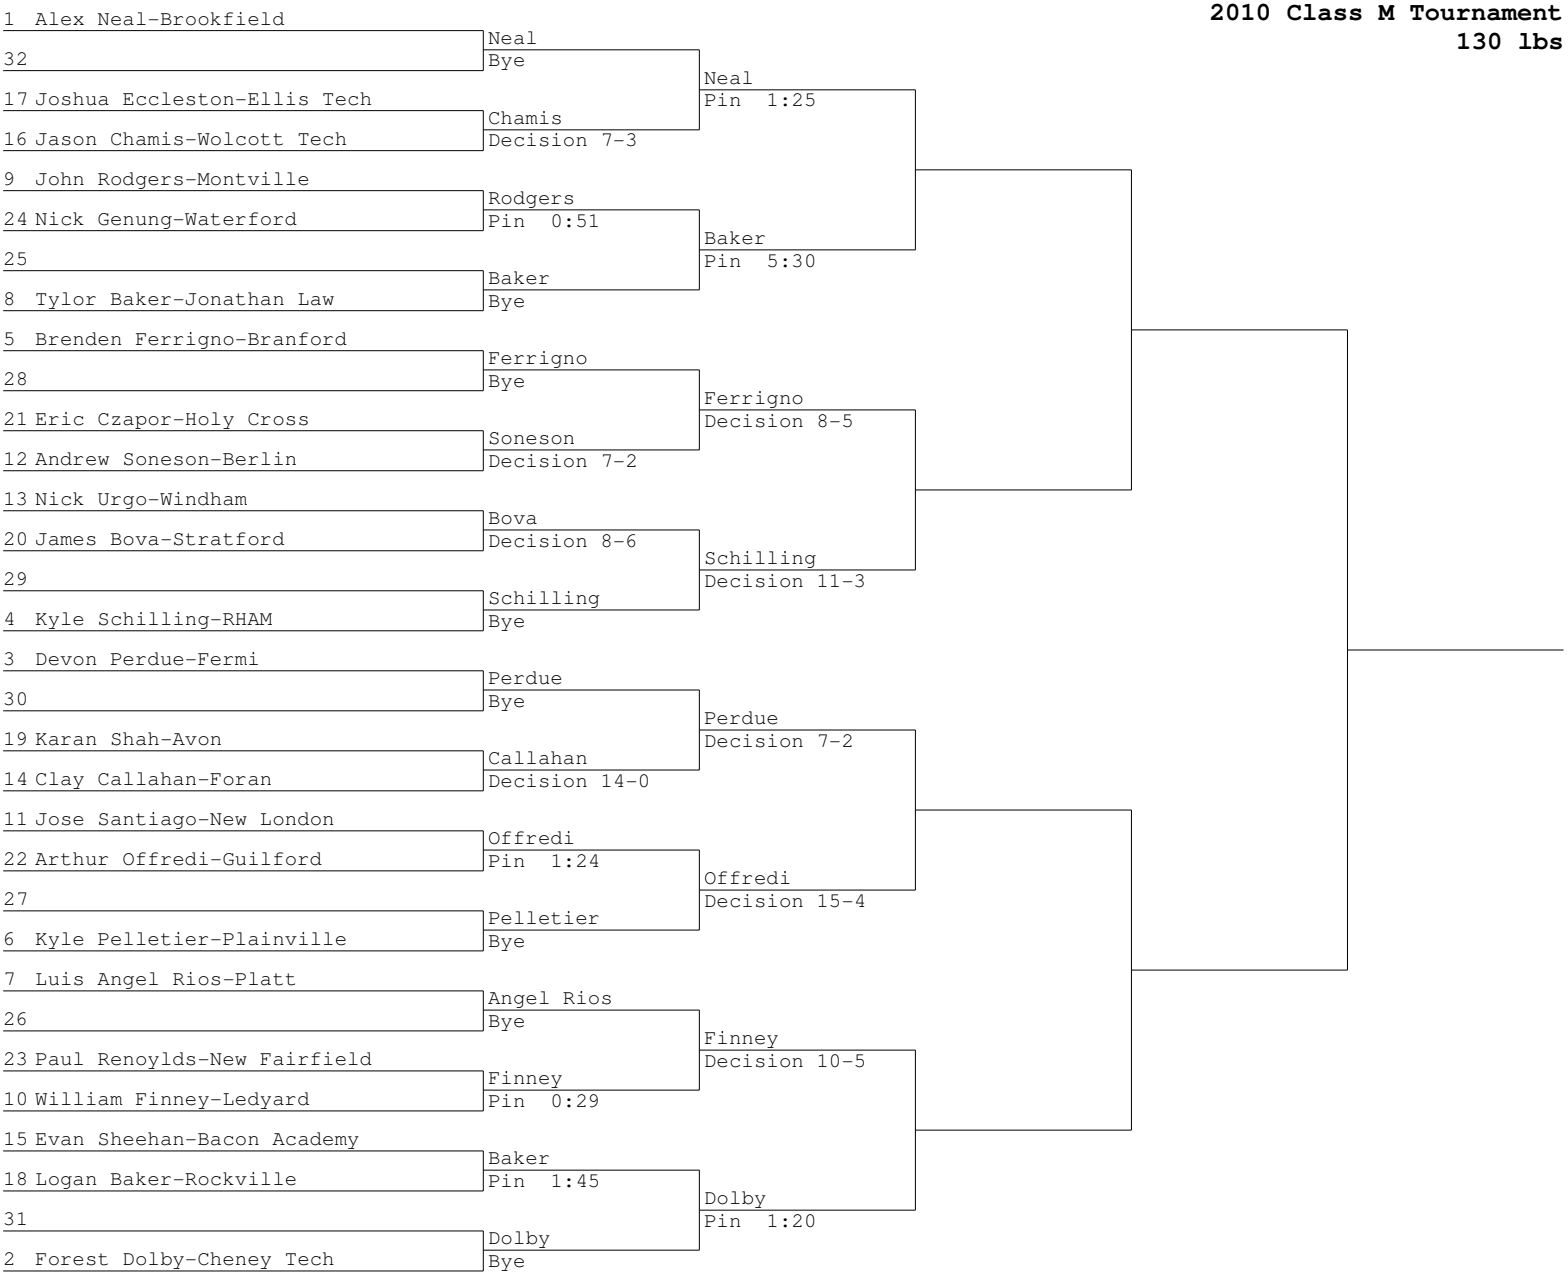 2010 Class M Tournament
130 lbs
1 Alex Neal-Brookfield
32
17 Joshua Eccleston-Ellis Tech
16 Jason Chamis-Wolcott Tech
9 John Rodgers-Montville
24 Nick Genung-Waterford
25
8 Tylor Baker-Jonathan Law
5 Brenden Ferrigno-Branford
28
21 Eric Czapor-Holy Cross
12 Andrew Soneson-Berlin
13 Nick Urgo-Windham
20 James Bova-Stratford
29
4 Kyle Schilling-RHAM
3 Devon Perdue-Fermi
30
19 Karan Shah-Avon
14 Clay Callahan-Foran
11 Jose Santiago-New London
22 Arthur Offredi-Guilford
27
6 Kyle Pelletier-Plainville
7 Luis Angel Rios-Platt
26
23 Paul Renoylds-New Fairfield
10 William Finney-Ledyard
15 Evan Sheehan-Bacon Academy
18 Logan Baker-Rockville
31
2 Forest Dolby-Cheney Tech
Neal
Bye
Chamis
Decision 7-3
Rodgers
Pin 0:51
Baker
Bye
Ferrigno
Bye
Soneson
Decision 7-2
Bova
Decision 8-6
Schilling
Bye
Perdue
Bye
Callahan
Decision 14-0
Offredi
Pin 1:24
Pelletier
Bye
Angel Rios
Bye
Finney
Pin 0:29
Baker
Pin 1:45
Dolby
Bye
Neal
Pin 1:25
Baker
Pin 5:30
Ferrigno
Decision 8-5
Schilling
Decision 11-3
Perdue
Decision 7-2
Offredi
Decision 15-4
Finney
Decision 10-5
Dolby
Pin 1:20